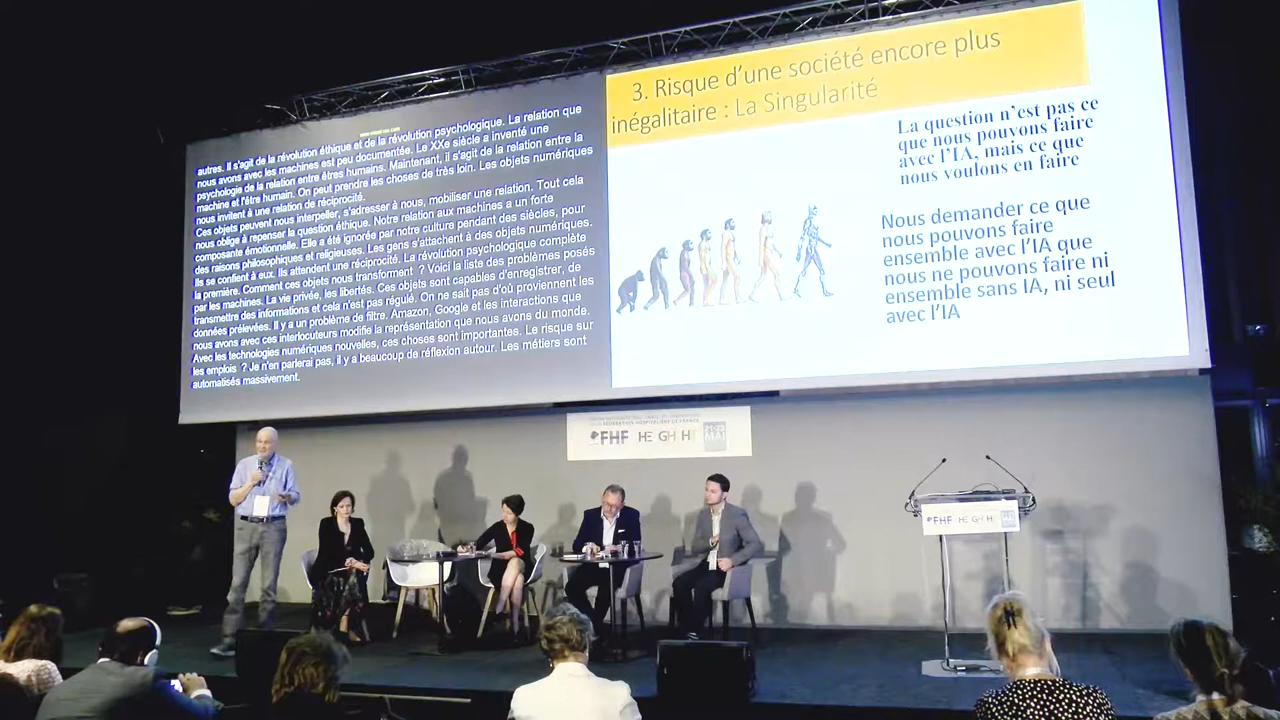 autres. Il s'agit de la révolution éthique et de la révolution psychologique. La relation que
nous avons avec les machines est peu documentée. Le XXe siècle a inventé une
psychologie de la relation entre êtres humains. Maintenant, il s'agit de la relation entre la
machine et l'être humain. On peut prendre les choses de très loin. Les objets numériques
nous invitent à une relation de réciprocité.
Ces objets peuvent nous interpeller, s'adresser à nous, mobiliser une relation. Tout cela
nous oblige à repenser la question éthique. Notre relation aux machines a un forte
composante émotionnelle. Elle a été ignorée par notre culture pendant des siècles, pour
des raisons philosophiques et religieuses. Les gens s'attachent à des objets numériques.
Ils se confient à eux. Ils attendent une réciprocité. La révolution psychologique complète
la première. Comment ces objets nous transforment ? Voici la liste des problèmes posés
par les machines. La vie privée, les libertés. Ces objets sont capables d'enregistrer, de
transmettre des informations et cela n'est pas régulé. On ne sait pas d'où proviennent les
données prélevées. Il y a un problème de filtre. Amazon, Google et les interactions que
nous avons avec ces interlocuteurs modifie la représentation que nous avons du monde.
Avec les technologies numériques nouvelles, ces choses sont importantes. Le risque sur
les emplois ? Je n'en parlerai pas, il y a beaucoup de réflexion autour. Les métiers sont
automatisés massivement.
3. Risque d'une société encore plus
inégalitaire : La Singularité
La question n'est pas ce
que nous pouvons faire
avec l'IA, mais ce que
nous voulons en faire
Nous demander ce que
nous pouvons faire
ensemble avec l'IA que
nous ne pouvons faire ni
ensemble sans IA, ni seul
avec l'IA
FÉDÉRATION HOSPITALIÈRE DE FRANCE
FHF HE GH HT 21-23
MAI
FHF HE GH H